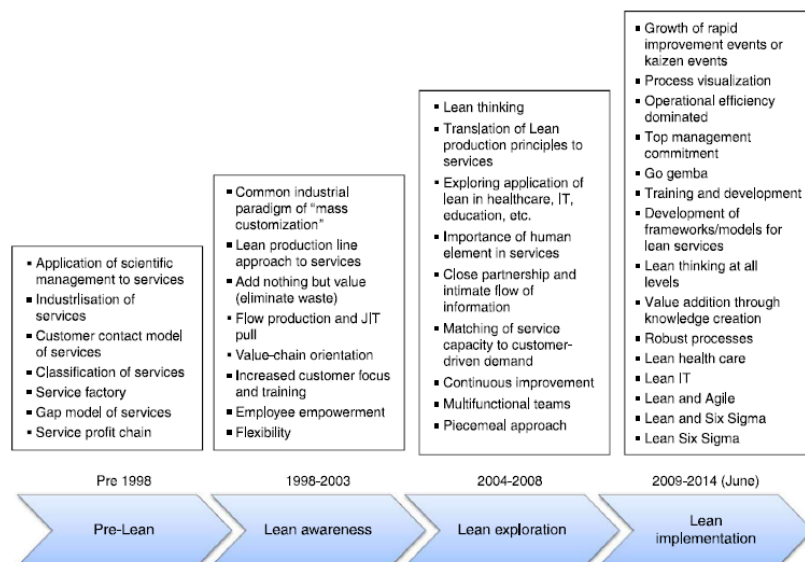 ▪ Application of scientific
management to services
▪ Industrlisation of
services
▪ Customer contact model
of services
▪ Classification of services
▪ Service factory
▪ Gap model of services
▪ Service profit chain
▪ Common industrial
paradigm of “mass
customization”
▪ Lean production line
approach to services
▪ Add nothing but value
(eliminate waste)
▪ Flow production and JIT
pull
▪ Value-chain orientation
▪ Increased customer focus
and training
▪ Employee empowerment
▪ Flexibility
▪ Lean thinking
▪ Translation of Lean
production principles to
services
▪ Exploring application of
lean in healthcare, IT,
education, etc.
▪ Importance of human
element in services
▪ Close partnership and
intimate flow of
information
▪ Matching of service
capacity to customer-
driven demand
▪ Continuous improvement
▪ Multifunctional teams
▪ Piecemeal approach
▪ Growth of rapid
improvement events or
kaizen events
▪ Process visualization
▪ Operational efficiency
dominated
▪ Top management
commitment
▪ Go gemba
▪ Training and development
▪ Development of
frameworks/models for
lean services
▪ Lean thinking at all
levels
▪ Value addition through
knowledge creation
▪ Robust processes
▪ Lean health care
▪ Lean IT
▪ Lean and Agile
▪ Lean and Six Sigma
▪ Lean Six Sigma
Pre 1998
1998-2003
2004-2008
2009-2014 (June)
Pre-Lean
Lean awareness
Lean exploration
Lean
implementation